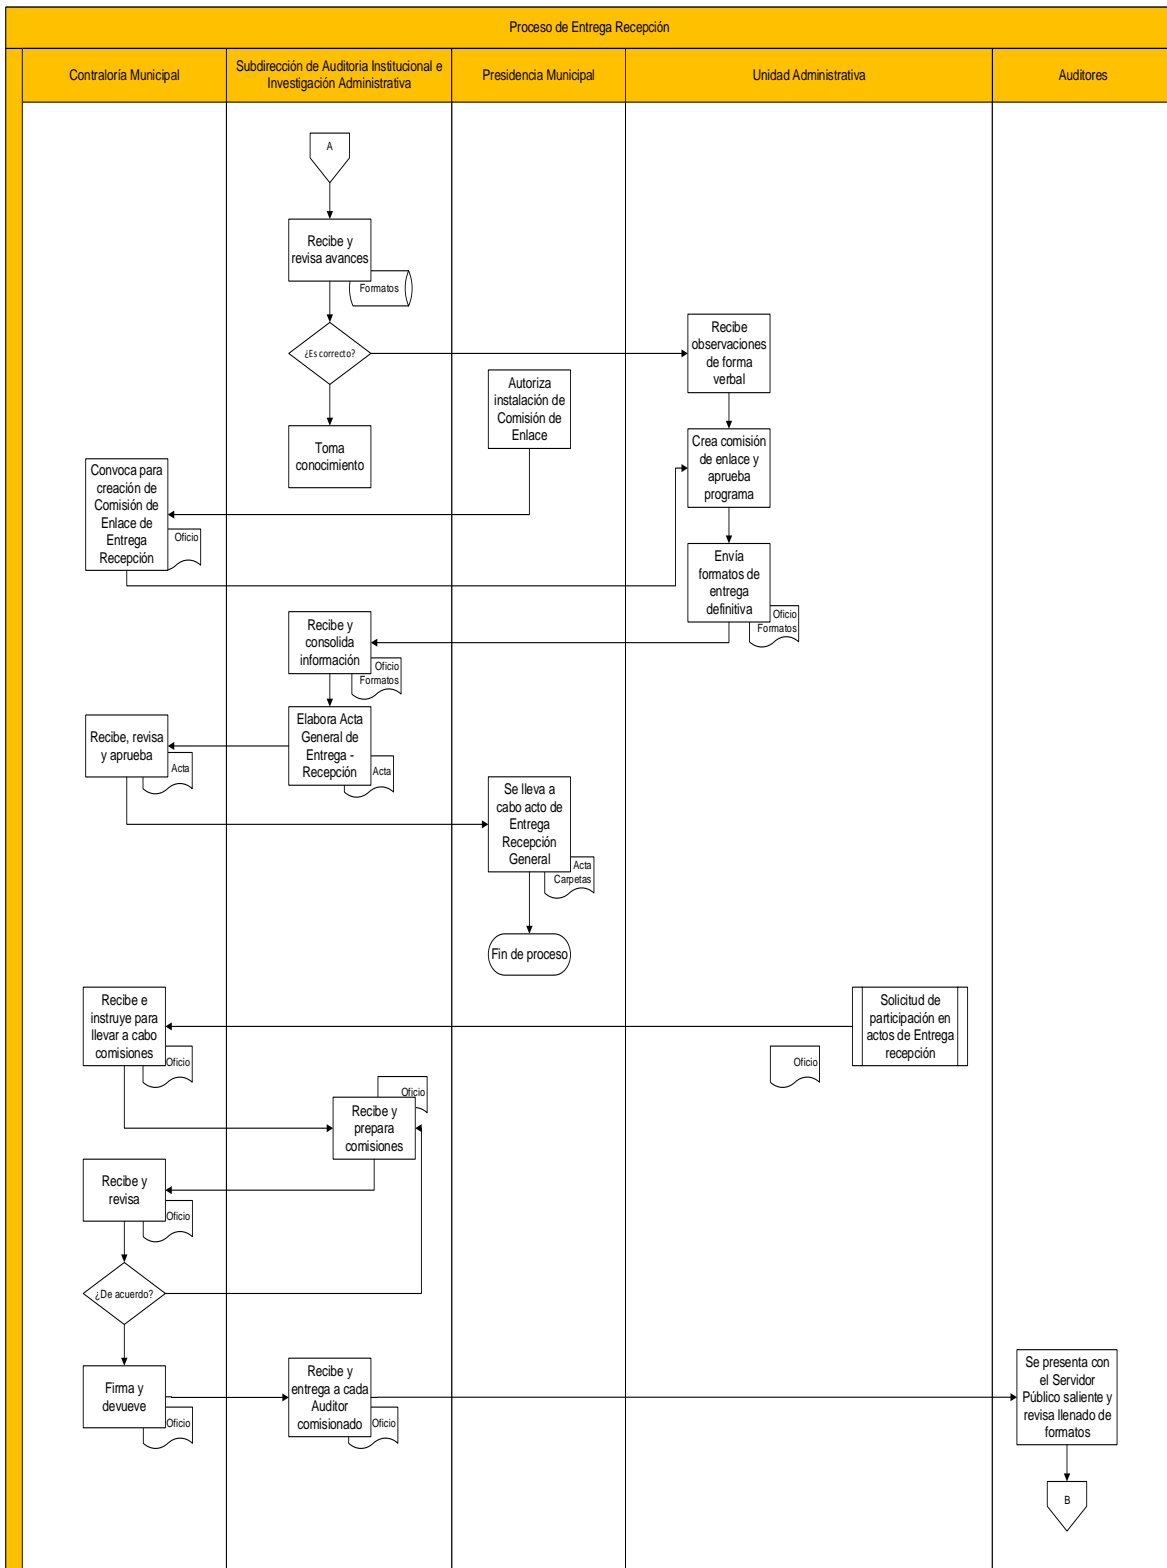 Proceso de Entrega Recepción
Contraloría Municipal
Subdirección de Auditoria Institucional e
Investigación Administrativa
Presidencia Municipal
Unidad Administrativa
Auditores
A
Recibe y
revisa avances
Formatos
¿Es correcto?
Recibe
observaciones
de forma
verbal
Autoriza
instalación de
Comisión de
Enlace
Toma
conocimiento
Crea comisión
de enlace y
aprueba
programa
Convoca para
creación de
Comisión de
Enlace de
Entrega
Recepción
Oficio
Envía
formatos de
entrega
definitiva
Oficio
Formatos
Recibe y
consolida
información
Oficio
Formatos
Elabora Acta
General de
Entrega -
Recepción
Acta
Recibe, revisa
y aprueba
Acta
Se lleva a
cabo acto de
Entrega
Recepción
General
Acta
Carpetas
Fin de proceso
Solicitud de
participación en
actos de Entrega
recepción
Oficio
Recibe e
instruye para
llevar a cabo
comisiones
Oficio
Oficio
Recibe y
prepara
comisiones
Recibe y
revisa
Oficio
¿De acuerdo?
Firma y
devueve
Oficio
Recibe y
entrega a cada
Auditor
comisionado
Oficio
Se presenta con
el Servidor
Público saliente y
revisa llenado de
formatos
B